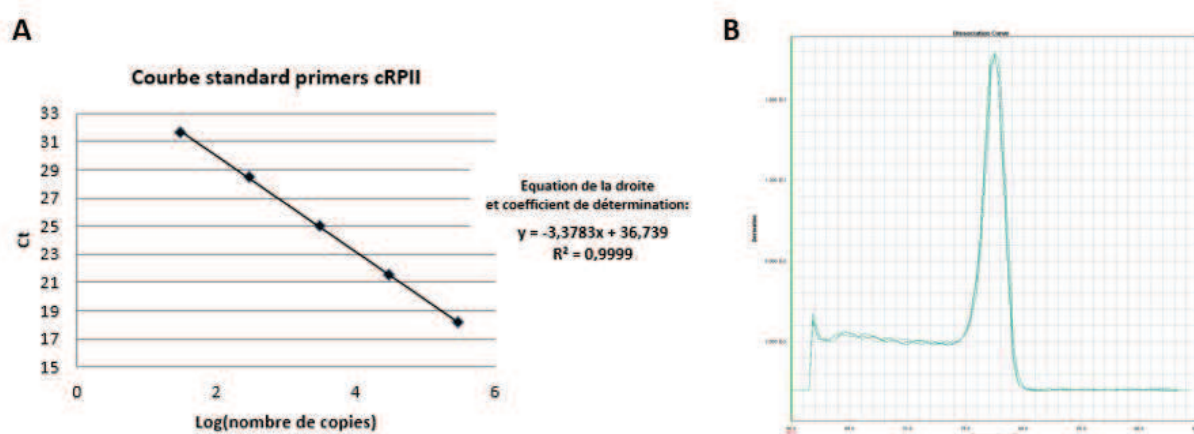 A
Courbe standard primers cRPII
33
31
29
27
25
23
21
19
17
15
0
2
4
6
Ct
Log(nombre de copies)
Equation de la droite
et coefficient de détermination:
y = -3,3783x + 36,739
R² = 0,9999
B
Dissociation Curve
Derivative